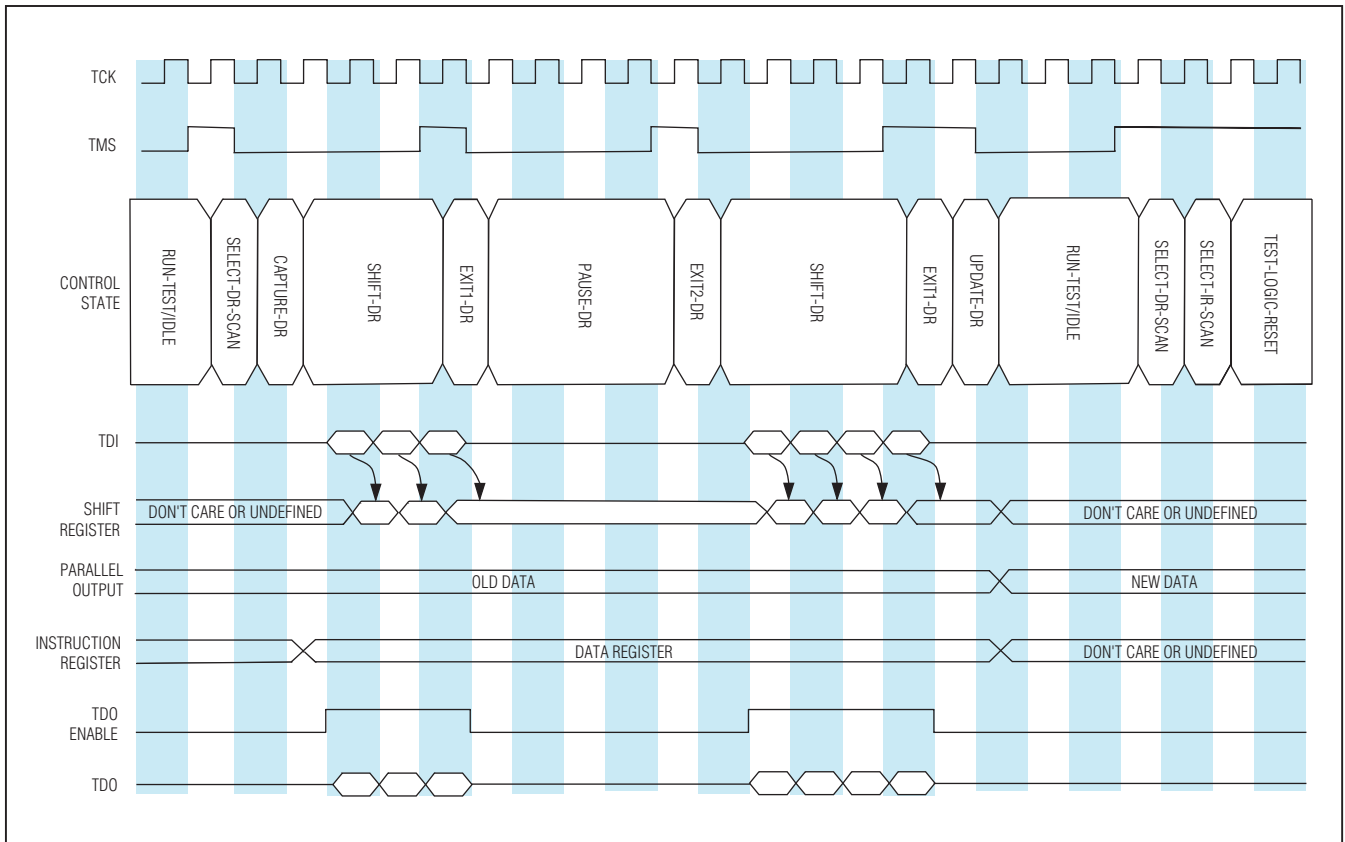 TCK
TMS
CONTROL
STATE
RUN-TEST/IDLE
SELECT-DR-SCAN
CAPTURE-DR
SHIFT-DR
EXIT1-DR
PAUSE-DR
EXIT2-DR
SHIFT-DR
EXIT1-DR
UPDATE-DR
RUN-TEST/IDLE
SELECT-DR-SCAN
SELECT-IR-SCAN
TEST-LOGIC-RESET
TDI
SHIFT
REGISTER
DON'T CARE OR UNDEFINED
DON'T CARE OR UNDEFINED
PARALLEL
OUTPUT
OLD DATA
NEW DATA
INSTRUCTION
REGISTER
DATA REGISTER
DON'T CARE OR UNDEFINED
TDO
ENABLE
TDO